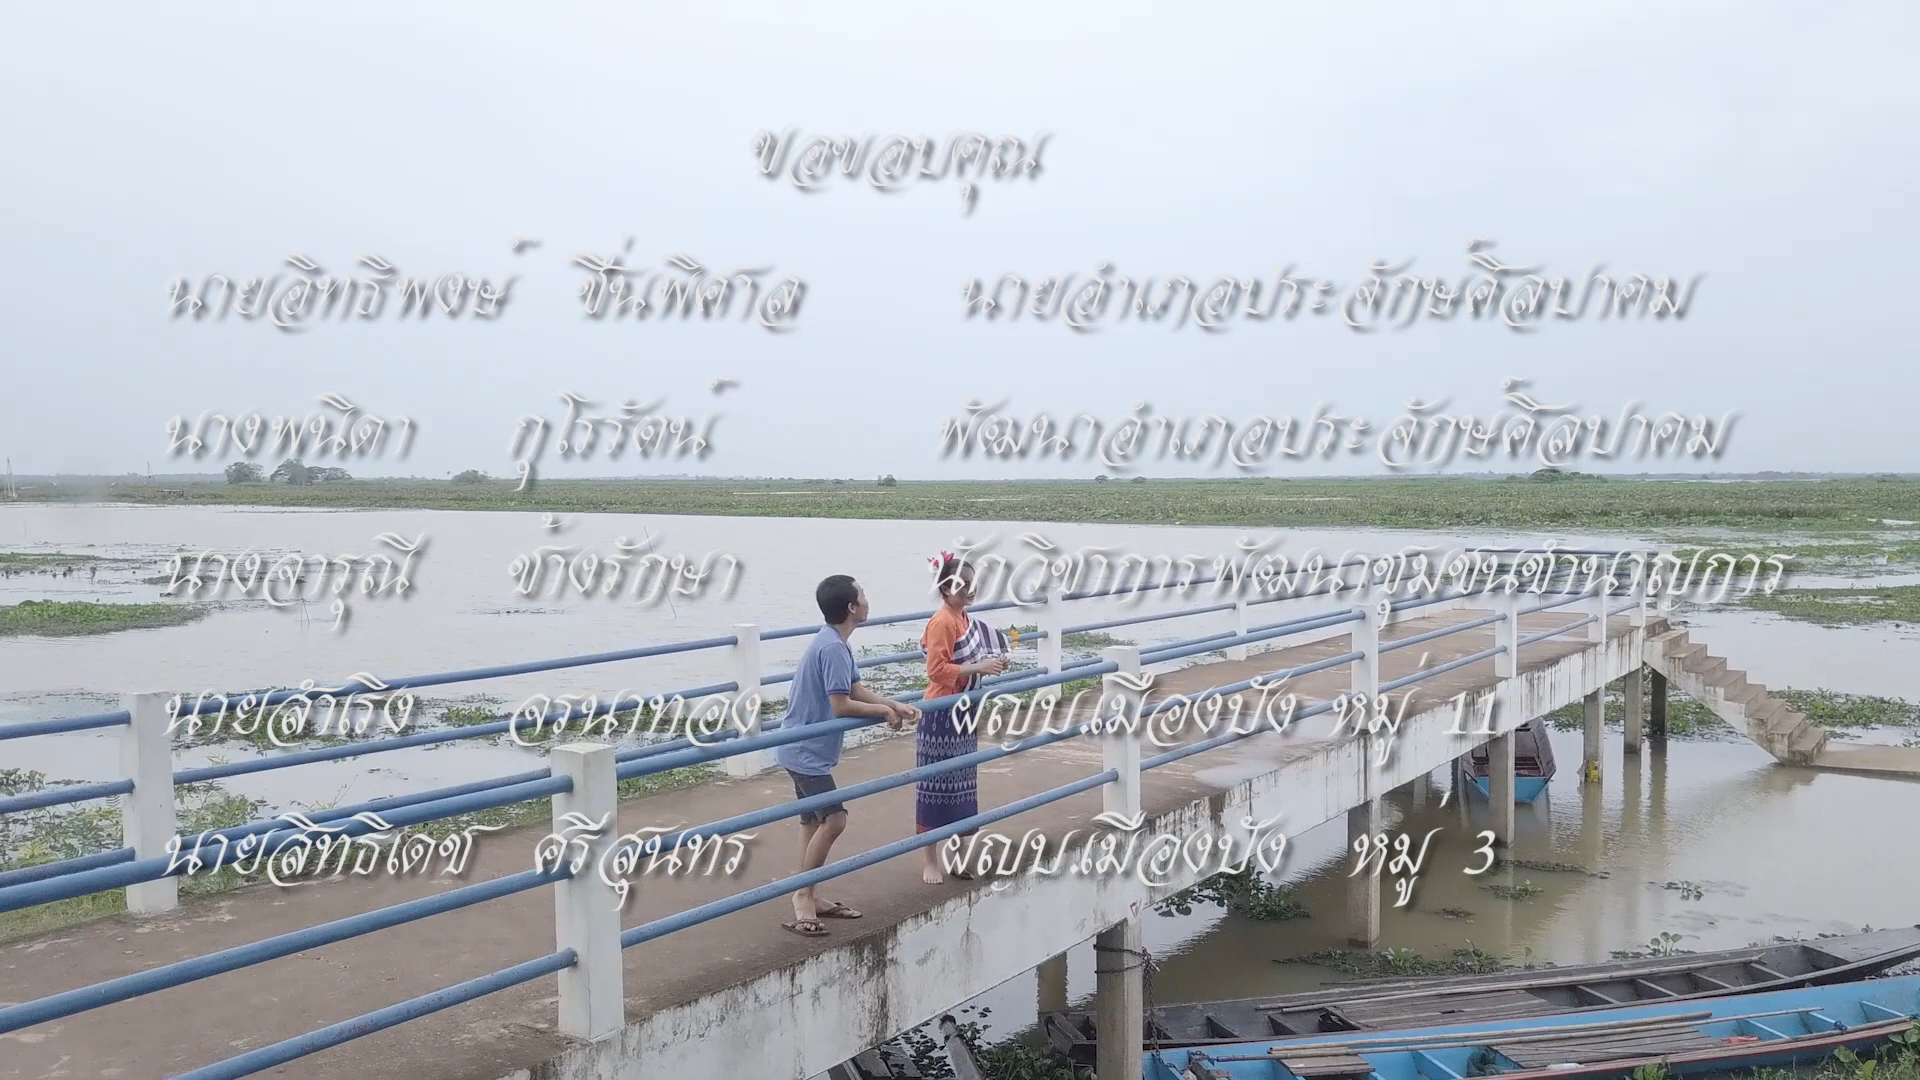 ขอขอบคุณ
นายอิทธิพงษ์ ชื่นพิศาล นายอำเภอประจักษ์ศิลปาคม
นางพนิดา กุโรรัตน์ พัฒนาอำเภอประจักษ์ศิลปาคม
นางจารุณี ช้างรักษา นักวิชาการพัฒนาชุมชนชำนาญการ
นายสำเริง จรนาทอง ผญบ.เมืองปัง หมู่ 11
นายสิทธิเดช ศรีสุนทร ผญบ.เมืองปัง หมู่ 3